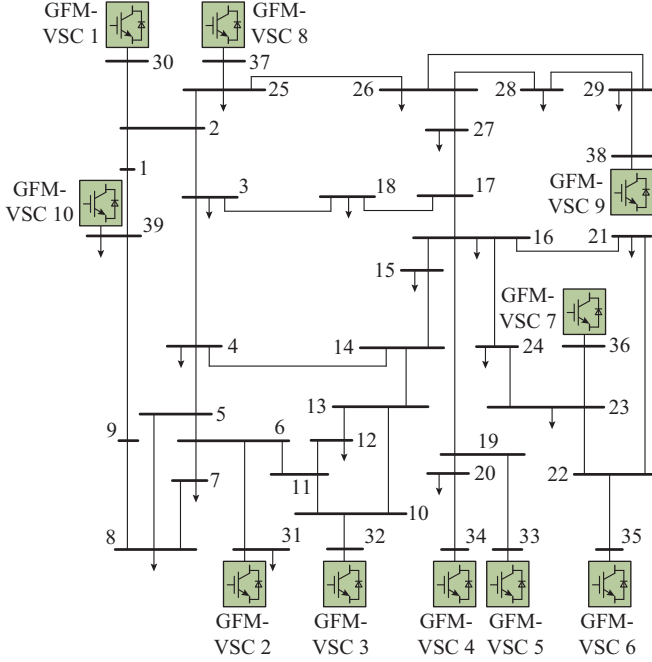 GFM-
VSC 1
GFM-
VSC 8
30
37
25
26
28
29
2
27
38
1
GFM-
VSC 9
GFM-
VSC 10
3
18
17
39
16
21
15
GFM-
VSC 7
4
14
24
36
5
13
23
9
6
12
19
7
11
20
22
10
8
31
32
34
33
35
GFM-
VSC 2
GFM-
VSC 3
GFM-
VSC 4
GFM-
VSC 5
GFM-
VSC 6